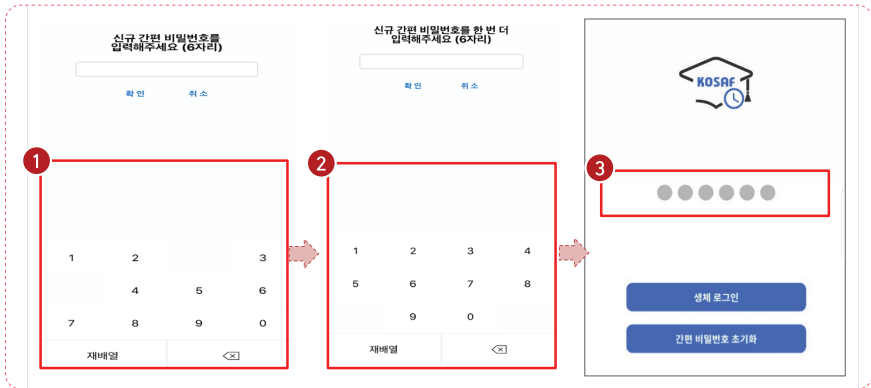 신규 간편 비밀번호를
입력해주세요 (6자리)
확인 취소
1
1 2 3
4 5 6
7 8 9 0
재배열
신규 간편 비밀번호를 한 번 더
입력해주세요 (6자리)
확인 취소
2
1 2 3 4
5 6 7 8
9 0
재배열
KOSAF
3
생체 로그인
간편 비밀번호 초기화